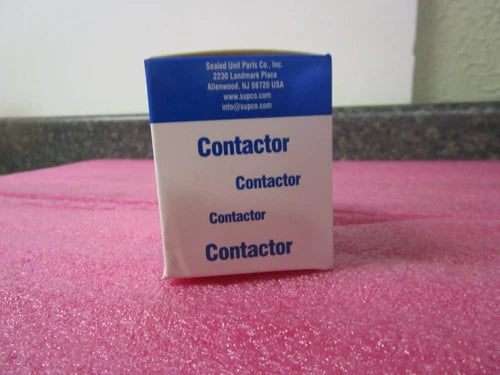 Sealed Unit Parts Co., Inc.
2230 Landmark Place
Allenwood, NJ 08720 USA
www.supco.com
info@supco.com
Contactor
Contactor
Contactor
Contactor